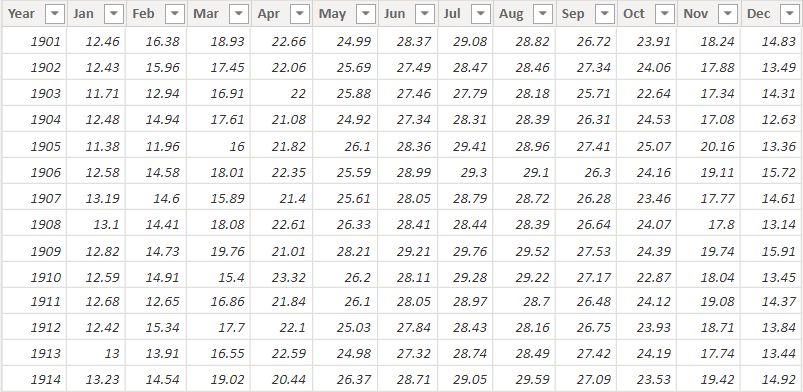 Year Jan Feb Mar Apr May Jun Jul Aug Sep Oct Nov Dec
1901 12.46 16.38 18.93 22.66 24.99 28.37 29.08 28.82 26.72 23.91 18.24 14.83
1902 12.43 15.96 17.45 22.06 25.69 27.49 28.47 28.46 27.34 24.06 17.88 13.49
1903 11.71 12.94 16.91 22 25.88 27.46 27.79 28.18 25.71 22.64 17.34 14.31
1904 12.48 14.94 17.61 21.08 24.92 27.34 28.31 28.39 26.31 24.53 17.08 12.63
1905 11.38 11.96 16 21.82 26.1 28.36 29.41 28.96 27.41 25.07 20.16 13.36
1906 12.58 14.58 18.01 22.35 25.59 28.99 29.3 29.1 26.3 24.16 19.11 15.72
1907 13.19 14.6 15.89 21.4 25.61 28.05 28.79 28.72 26.28 23.46 17.77 14.61
1908 13.1 14.41 18.08 22.61 26.33 28.41 28.44 28.39 26.64 24.07 17.8 13.14
1909 12.82 14.73 19.76 21.01 28.21 29.21 29.76 29.52 27.53 24.39 19.74 15.91
1910 12.59 14.91 15.4 23.32 26.2 28.11 29.28 29.22 27.17 22.87 18.04 13.45
1911 12.68 12.65 16.86 21.84 26.1 28.05 28.97 28.7 26.48 24.12 19.08 14.37
1912 12.42 15.34 17.7 22.1 25.03 27.84 28.43 28.16 26.75 23.93 18.71 13.84
1913 13 13.91 16.55 22.59 24.98 27.32 28.74 28.49 27.42 24.19 17.74 13.44
1914 13.23 14.54 19.02 20.44 26.37 28.71 29.05 29.59 27.09 23.53 19.42 14.92